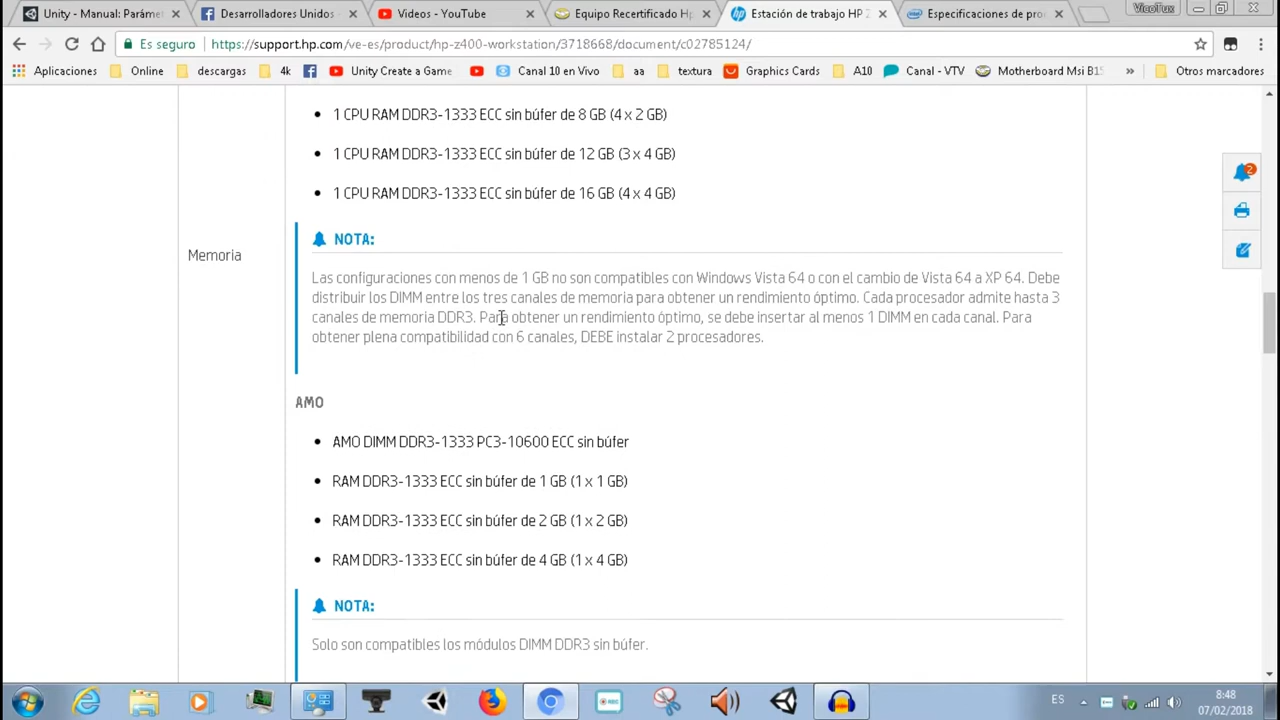 Unity - Manual: Paráme
Desarrolladores Unidos
Videos - YouTube
Equipo Recertificado H
Estación de trabajo HP Z
Especificaciones de pro
VicoTux
Es seguro
https://support.hp.com/ve-es/product/hp-z400-workstation/3718668/document/c02785124/
Aplicaciones
Online
descargas
4k
Unity Create a Game
Canal 10 en Vivo
aa
textura
Graphics Cards
A10
Canal - VTV
Motherboard Msi B15
»
Otros marcadores
1 CPU RAM DDR3-1333 ECC sin búfer de 8 GB (4 x 2 GB)
1 CPU RAM DDR3-1333 ECC sin búfer de 12 GB (3 x 4 GB)
1 CPU RAM DDR3-1333 ECC sin búfer de 16 GB (4 x 4 GB)
2
NOTA:
Memoria
Las configuraciones con menos de 1 GB no son compatibles con Windows Vista 64 o con el cambio de Vista 64 a XP 64. Debe
distribuir los DIMM entre los tres canales de memoria para obtener un rendimiento óptimo. Cada procesador admite hasta 3
canales de memoria DDR3. Para obtener un rendimiento óptimo, se debe insertar al menos 1 DIMM en cada canal. Para
obtener plena compatibilidad con 6 canales, DEBE instalar 2 procesadores.
AMO
AMO DIMM DDR3-1333 PC3-10600 ECC sin búfer
RAM DDR3-1333 ECC sin búfer de 1 GB (1 x 1 GB)
RAM DDR3-1333 ECC sin búfer de 2 GB (1 x 2 GB)
RAM DDR3-1333 ECC sin búfer de 4 GB (1 x 4 GB)
NOTA:
Solo son compatibles los módulos DIMM DDR3 sin búfer.
ES
8:48
07/02/2018